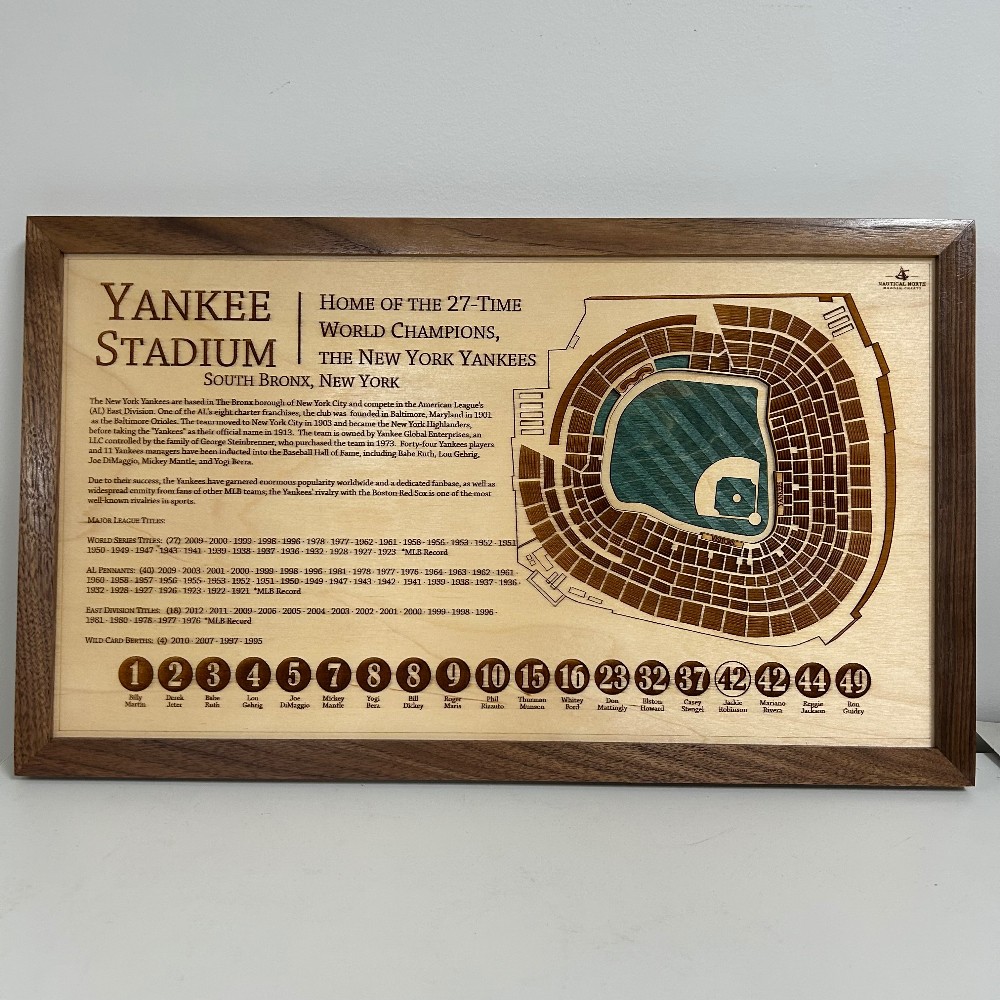 NAUTICAL NORTH
WOODEN CHARTS
YANKEE
STADIUM
HOME OF THE 27-TIME
WORLD CHAMPIONS,
THE NEW YORK YANKEES
SOUTH BRONX, NEW YORK
The New York Yankees are based in The Bronx borough of New York City and compete in the American League's
(AL) East Division. One of the AL's eight charter franchises, the club was founded in Baltimore, Maryland in 1901
as the Baltimore Orioles. The team moved to New York City in 1903 and became the New York Highlanders,
before taking the "Yankees" as their official name in 1913. The team is owned by Yankee Global Enterprises, an
LLC controlled by the family of George Steinbrenner, who purchased the team in 1973. Forty-four Yankees players
and 11 Yankees managers have been inducted into the Baseball Hall of Fame, including Babe Ruth, Lou Gehrig,
Joe DiMaggio, Mickey Mantle, and Yogi Berra.
Due to their success, the Yankees have garnered enormous popularity worldwide and a dedicated fanbase, as well as
widespread enmity from fans of other MLB teams; the Yankees' rivalry with the Boston Red Sox is one of the most
well-known rivalries in sports.
MAJOR LEAGUE TITLES:
WORLD SERIES TITLES: (27) 2009 · 2000 · 1999 · 1998 · 1996 · 1978 · 1977 · 1962 · 1961 · 1958 · 1956 · 1953 · 1952 · 1951
1950 · 1949 · 1947 · 1943 · 1941 · 1939 · 1938 · 1937 · 1936 · 1932 · 1928 · 1927 · 1923 *MLB Record
AL PENNANTS: (40) 2009 · 2003 · 2001 · 2000 · 1999 · 1998 · 1996 · 1981 · 1978 · 1977 · 1976 · 1964 · 1963 · 1962 · 1961
1960 · 1958 · 1957 · 1956 · 1955 · 1953 · 1952 · 1951 · 1950 · 1949 · 1947 · 1943 · 1942 · 1941 · 1939 · 1938 · 1937 · 1936 ·
1932 · 1928 · 1927 · 1926 · 1923 · 1922 · 1921 *MLB Record
EAST DIVISION TITLES: (18) 2012 · 2011 · 2009 · 2006 · 2005 · 2004 · 2003 · 2002 · 2001 · 2000 · 1999 · 1998 · 1996 ·
1981 · 1980 · 1978 · 1977 · 1976 *MLB Record
WILD CARD BERTHS: (4) 2010 · 2007 · 1997 · 1995
1 2 3 4 5 7 8 8 9 10 15 16 23 32 37 42 42 44 49
Billy Derek Babe Lou Joe Mickey Yogi Bill Roger Phil Thurman Whitey Don Elston Casey Jackie Mariano Reggie Ron
Martin Jeter Ruth Gehrig DiMaggio Mantle Bera Dickey Maris Rizzuto Munson Ford Mattingly Howard Stengel Robinson Rivera Jackson Guidry